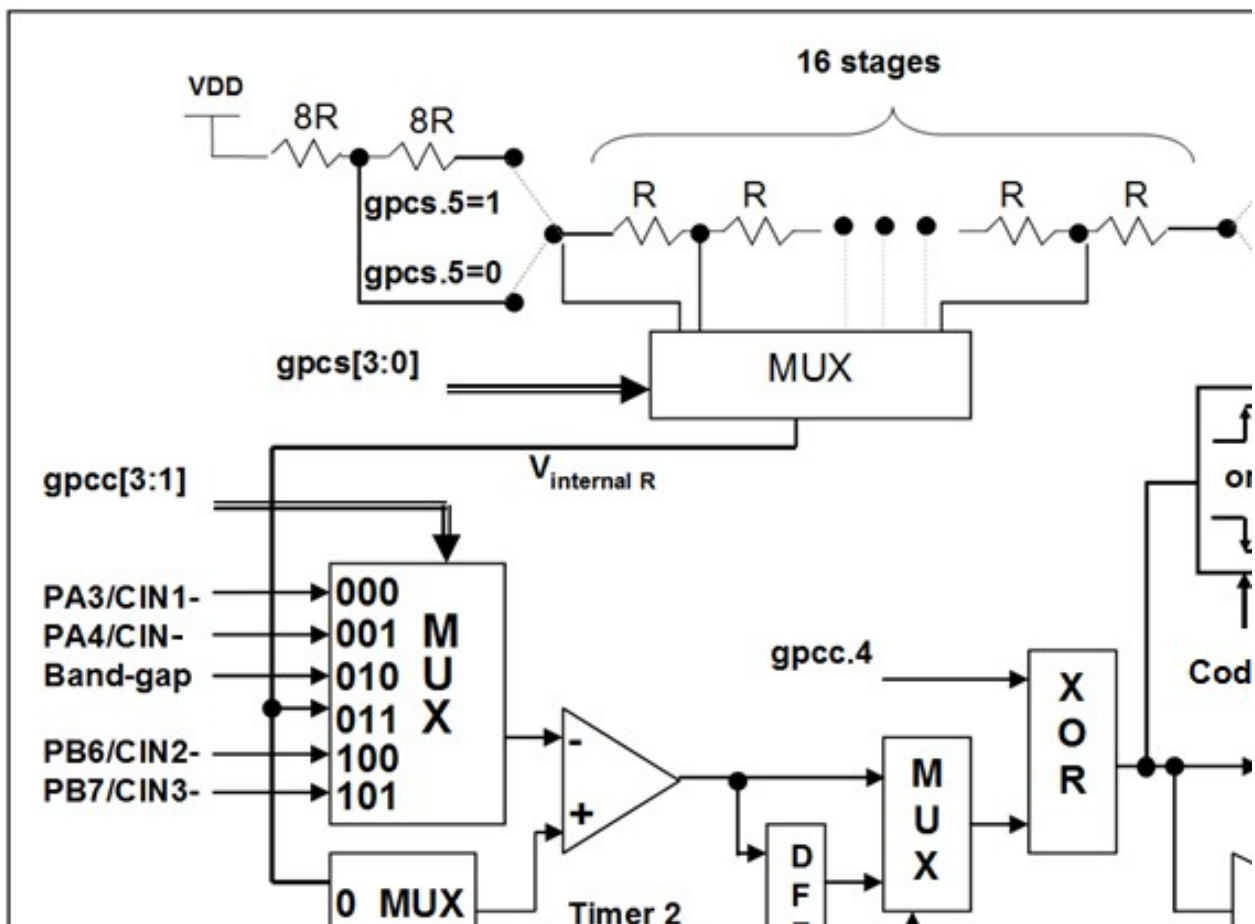 16 stages
VDD
8R 8R
gpcs.5=1
R R R R
gpcs.5=0
gpcs[3:0]
MUX
V internal R
gpcc[3:1]
or
PA3/CIN1- 000
PA4/CIN- 001
Band-gap 010
011
PB6/CIN2- 100
PB7/CIN3- 101
M
U
X
gpcc.4
X
O
R
Cod
-
+
M
U
X
D
F
0 MUX
Timer 2